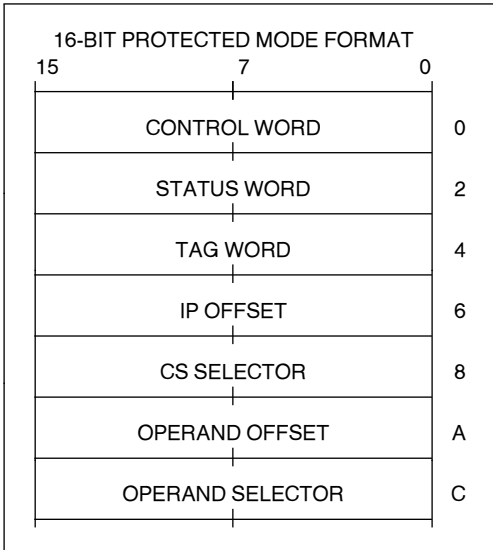 16-BIT PROTECTED MODE FORMAT
15 7 0
CONTROL WORD 0
STATUS WORD 2
TAG WORD 4
IP OFFSET 6
CS SELECTOR 8
OPERAND OFFSET A
OPERAND SELECTOR C